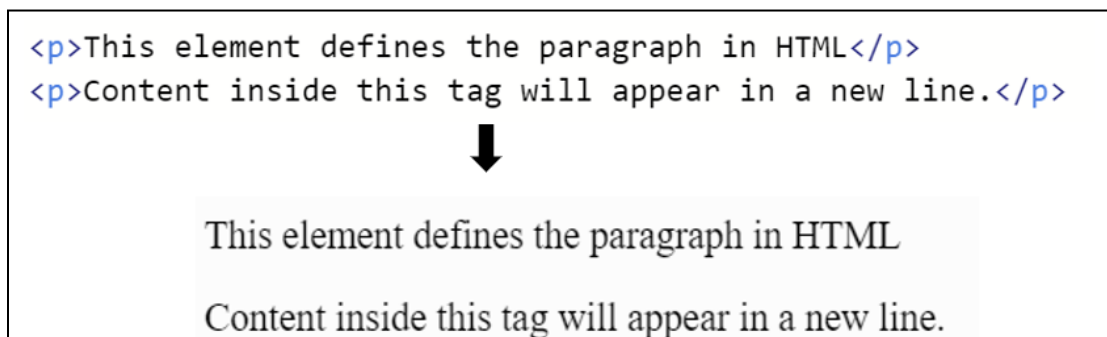 <p>This element defines the paragraph in HTML</p>
<p>Content inside this tag will appear in a new line.</p>
This element defines the paragraph in HTML
Content inside this tag will appear in a new line.